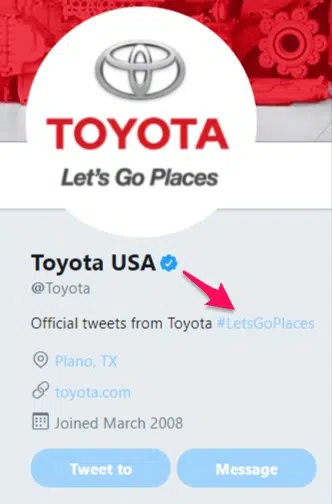 TOYOTA
Let's Go Places
Toyota USA
@Toyota
Official tweets from Toyota #LetsGoPlaces
Plano, TX
toyota.com
Joined March 2008
Tweet to
Message